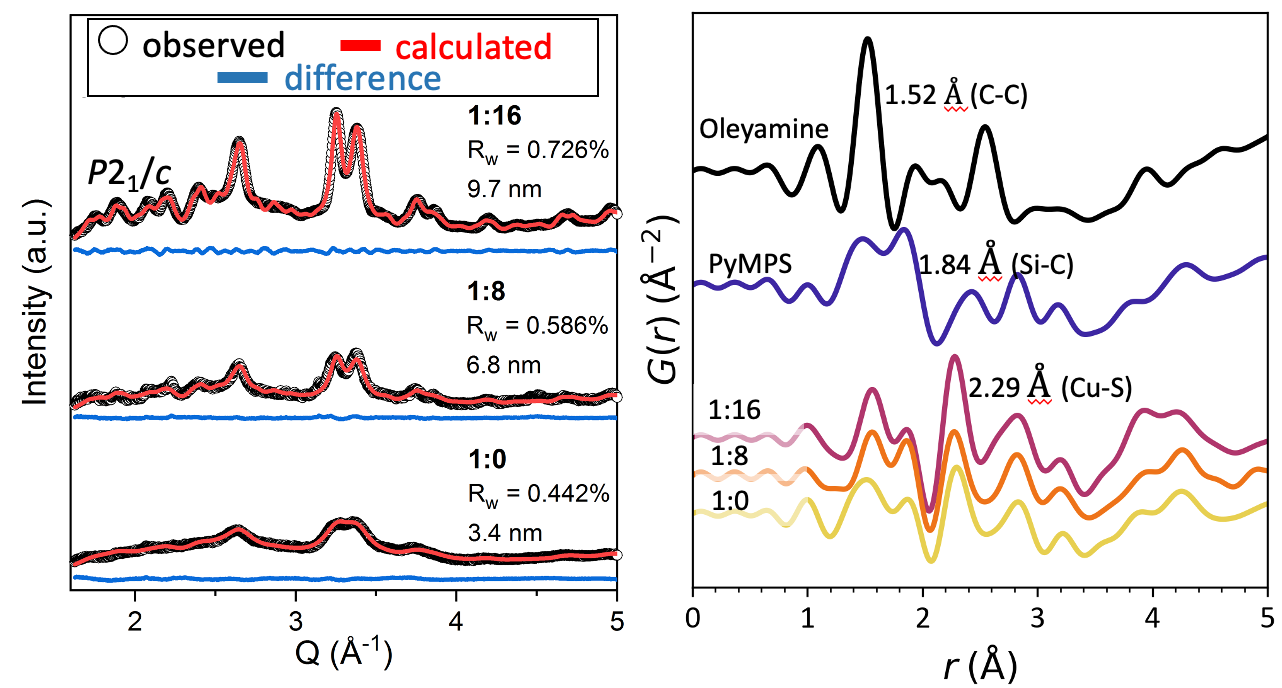 observed
calculated
difference
1:16
R_w = 0.726%
9.7 nm
P2_1/c
1:8
R_w = 0.586%
6.8 nm
1:0
R_w = 0.442%
3.4 nm
Intensity (a.u.)
2 3 4 5
Q (Å^-1)
1.52 Å (C-C)
Oleyamine
PyMPS
1.84 Å (Si-C)
2.29 Å (Cu-S)
1:16
1:8
1:0
G(r) (Å^−2)
0 1 2 3 4 5
r (Å)